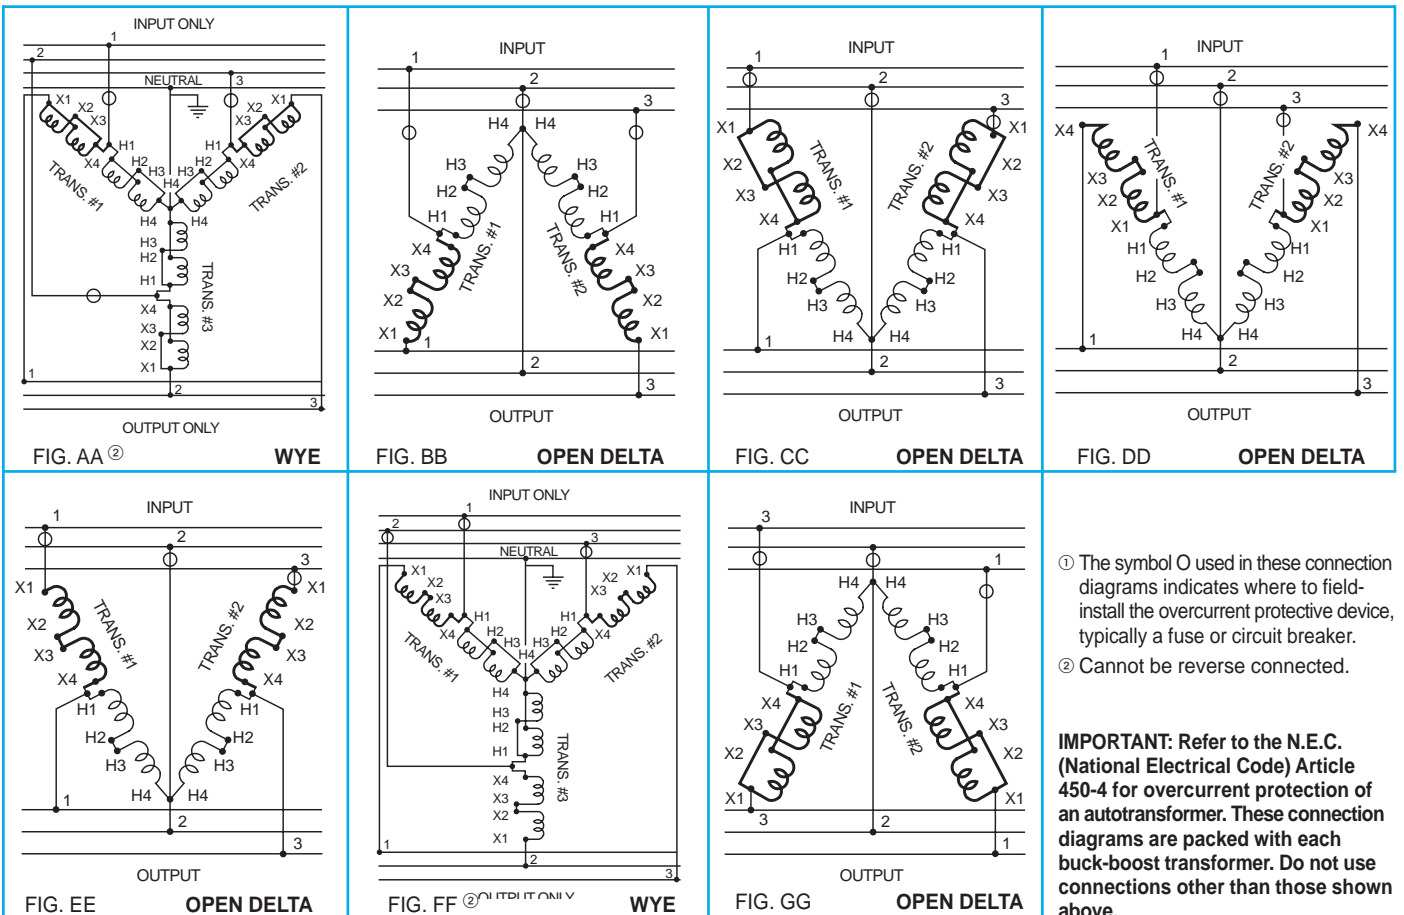 INPUT ONLY
1
2
NEUTRAL
3
X1
X2
X3
X1
X2
X3
H1
H1
X4
H2
H3
H4
H3
H2
X4
TRANS. #1
TRANS. #2
H4
H4
H3
H2
H1
TRANS. #3
X4
X3
X2
X1
1
2
3
OUTPUT ONLY
FIG. AA ②
WYE
INPUT
1
2
3
H4
H4
H3
H3
H2
H2
H1
H1
X4
X4
TRANS. #1
TRANS. #2
X3
X3
X2
X2
X1
X1
1
2
3
OUTPUT
FIG. BB
OPEN DELTA
INPUT
1
2
3
X1
X1
X2
X2
X3
X3
TRANS. #1
TRANS. #2
X4
X4
H1
H1
H2
H2
H3
H3
H4
H4
1
2
3
OUTPUT
FIG. CC
OPEN DELTA
INPUT
1
2
3
X4
X4
TRANS. #1
TRANS. #2
X3
X3
X2
X2
X1
X1
H1
H1
H2
H2
H3
H3
H4
H4
1
2
3
OUTPUT
FIG. DD
OPEN DELTA
INPUT
1
2
3
X1
X1
X2
X2
X3
X3
TRANS. #1
TRANS. #2
X4
X4
H1
H1
H2
H2
H3
H3
H4
H4
1
2
3
OUTPUT
FIG. EE
OPEN DELTA
INPUT ONLY
1
2
3
NEUTRAL
X1
X2
X3
X1
X2
X3
H1
H1
X4
H2
H3
H4
H3
H2
X4
TRANS. #1
TRANS. #2
H4
H3
H2
H1
TRANS. #3
X4
X3
X2
X1
1
2
3
OUTPUT ONLY
FIG. FF ②
WYE
INPUT
3
2
1
H4
H4
H3
H3
H2
H2
H1
H1
X4
X4
TRANS. #1
TRANS. #2
X3
X3
X2
X2
X1
X1
3
2
1
OUTPUT
FIG. GG
OPEN DELTA
① The symbol O used in these connection
diagrams indicates where to field-
install the overcurrent protective device,
typically a fuse or circuit breaker.
② Cannot be reverse connected.
IMPORTANT: Refer to the N.E.C.
(National Electrical Code) Article
450-4 for overcurrent protection of
an autotransformer. These connection
diagrams are packed with each
buck-boost transformer. Do not use
connections other than those shown
above.